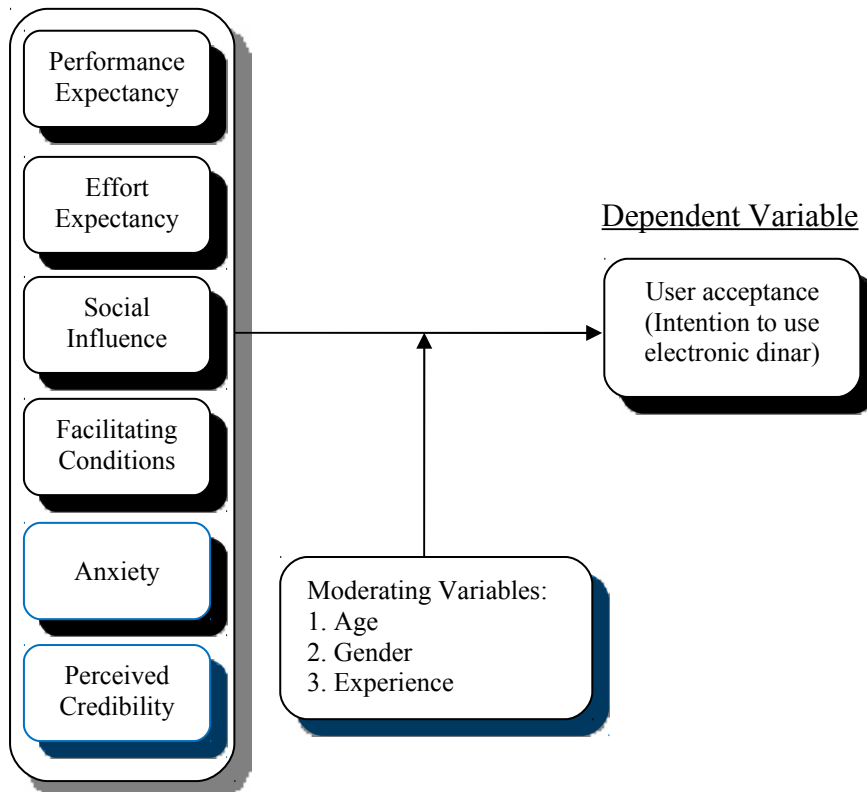 Performance
Expectancy
Effort
Expectancy
Social
Influence
Facilitating
Conditions
Anxiety
Perceived
Credibility
Dependent Variable
User acceptance
(Intention to use
electronic dinar)
Moderating Variables:
1. Age
2. Gender
3. Experience